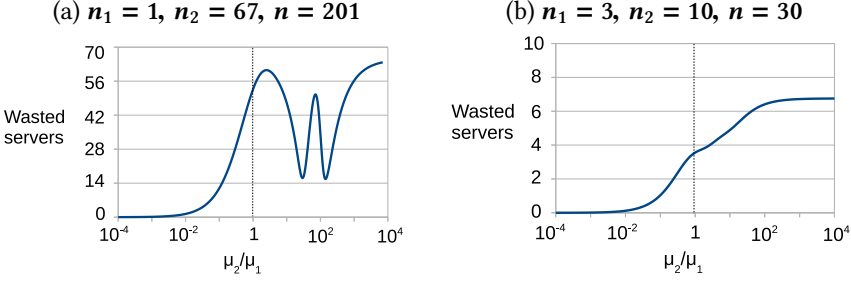 (a) n₁ = 1, n₂ = 67, n = 201
70
56
42
28
14
0
Wasted
servers
10⁻⁴
10⁻²
1
10²
10⁴
μ₂/μ₁
(b) n₁ = 3, n₂ = 10, n = 30
10
8
6
4
2
0
Wasted
servers
10⁻⁴
10⁻²
1
10²
10⁴
μ₂/μ₁